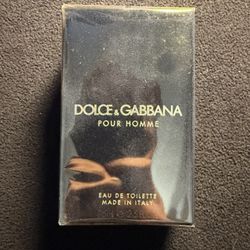 DOLCE & GABBANA
POUR HOMME
EAU DE TOILETTE
MADE IN ITALY